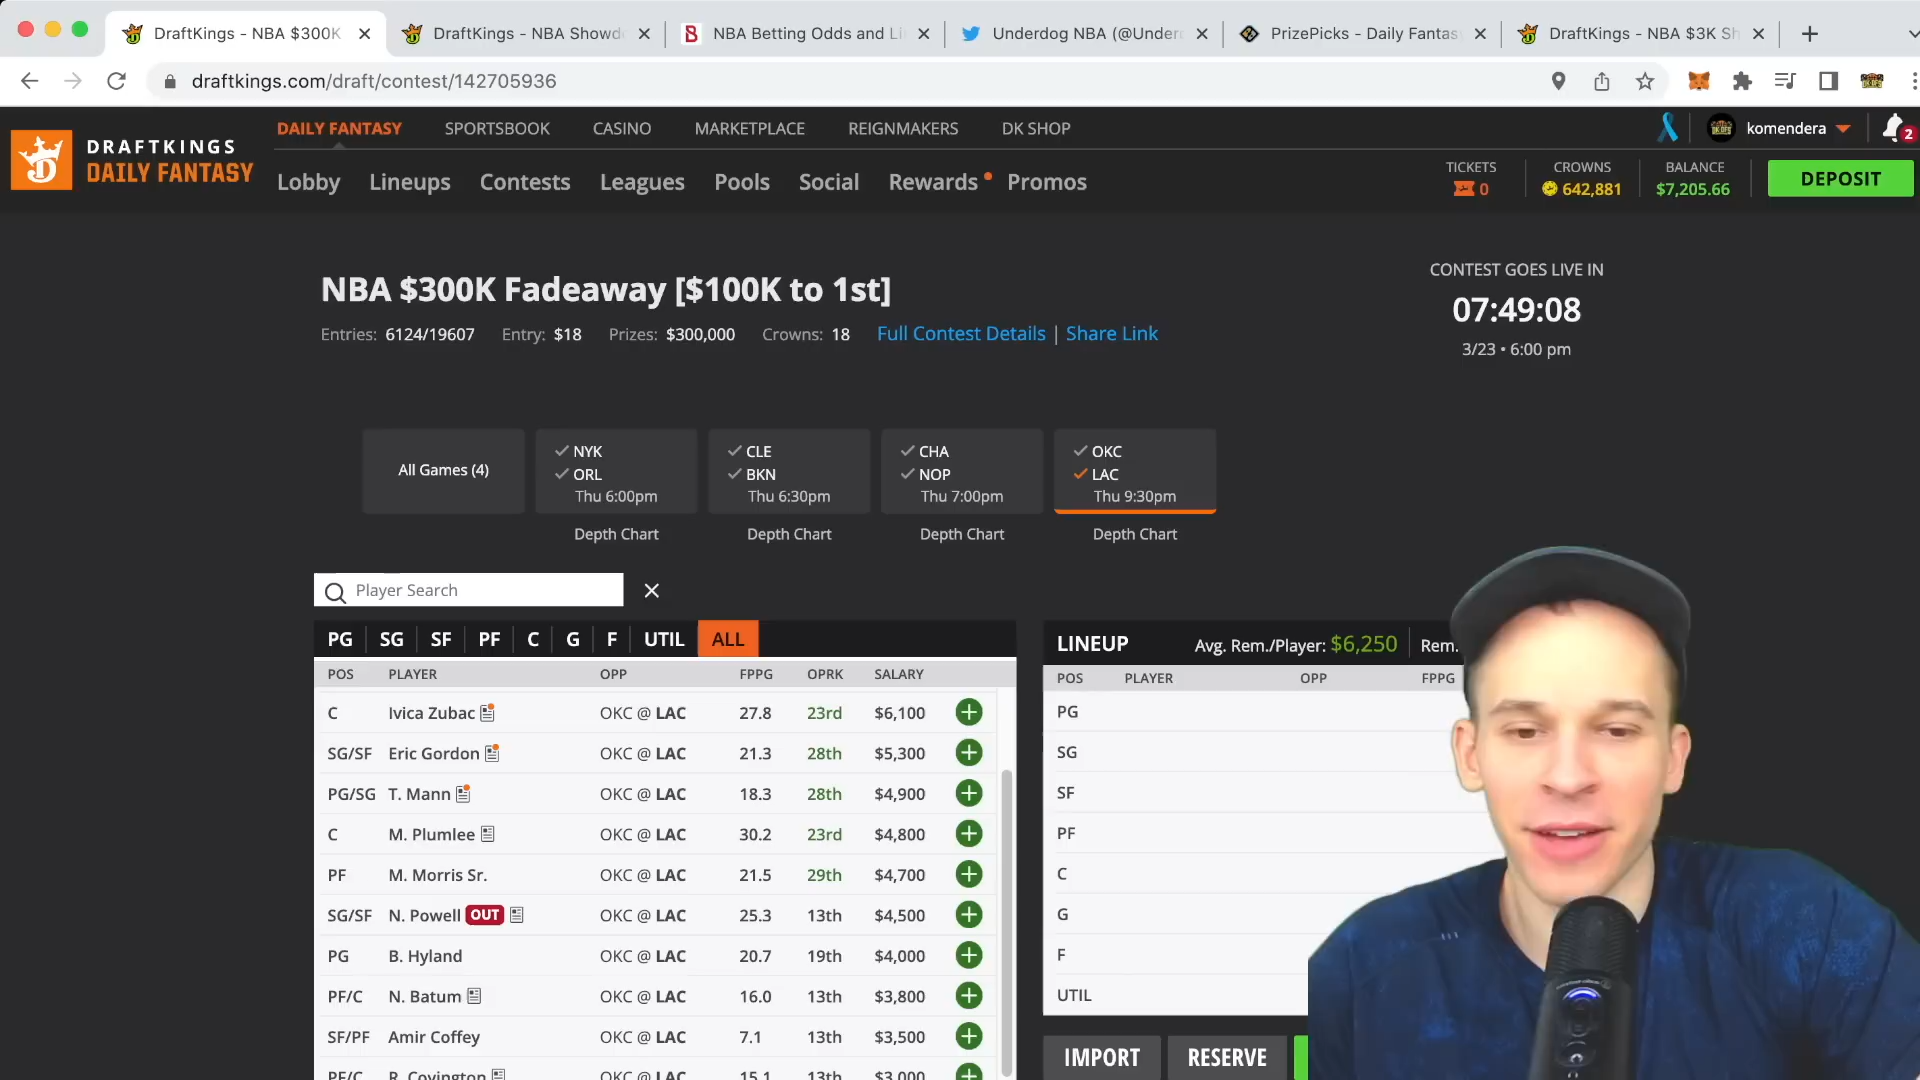 DraftKings - NBA $300K
DraftKings - NBA Showd
NBA Betting Odds and Li
Underdog NBA (@Under
PrizePicks - Daily Fantas
DraftKings - NBA $3K Sh
draftkings.com/draft/contest/142705936
DRAFTKINGS
DAILY FANTASY
DAILY FANTASY
SPORTSBOOK
CASINO
MARKETPLACE
REIGNMAKERS
DK SHOP
komendera
2
Lobby
Lineups
Contests
Leagues
Pools
Social
Rewards
Promos
TICKETS
0
CROWNS
642,881
BALANCE
$7,205.66
DEPOSIT
NBA $300K Fadeaway [$100K to 1st]
Entries: 6124/19607 Entry: $18 Prizes: $300,000 Crowns: 18 Full Contest Details | Share Link
CONTEST GOES LIVE IN
07:49:08
3/23 • 6:00 pm
All Games (4)
NYK
ORL
Thu 6:00pm
Depth Chart
CLE
BKN
Thu 6:30pm
Depth Chart
CHA
NOP
Thu 7:00pm
Depth Chart
OKC
LAC
Thu 9:30pm
Depth Chart
Player Search
PG SG SF PF C G F UTIL ALL
POS PLAYER OPP FPPG OPRK SALARY
C Ivica Zubac OKC @ LAC 27.8 23rd $6,100
SG/SF Eric Gordon OKC @ LAC 21.3 28th $5,300
PG/SG T. Mann OKC @ LAC 18.3 28th $4,900
C M. Plumlee OKC @ LAC 30.2 23rd $4,800
PF M. Morris Sr. OKC @ LAC 21.5 29th $4,700
SG/SF N. Powell OUT OKC @ LAC 25.3 13th $4,500
PG B. Hyland OKC @ LAC 20.7 19th $4,000
PF/C N. Batum OKC @ LAC 16.0 13th $3,800
SF/PF Amir Coffey OKC @ LAC 7.1 13th $3,500
PF/C R. Covington OKC @ LAC 15.1 13th $3,000
LINEUP Avg. Rem./Player: $6,250 Rem.
POS PLAYER OPP FPPG
PG
SG
SF
PF
C
G
F
UTIL
IMPORT
RESERVE